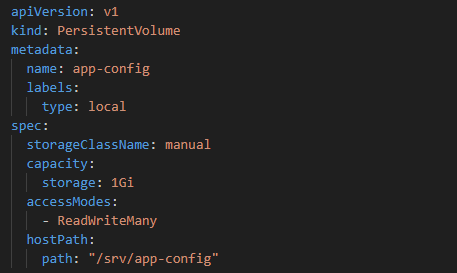 apiVersion: v1
kind: PersistentVolume
metadata:
  name: app-config
  labels:
    type: local
spec:
  storageClassName: manual
  capacity:
    storage: 1Gi
  accessModes:
    - ReadWriteMany
  hostPath:
    path: "/srv/app-config"